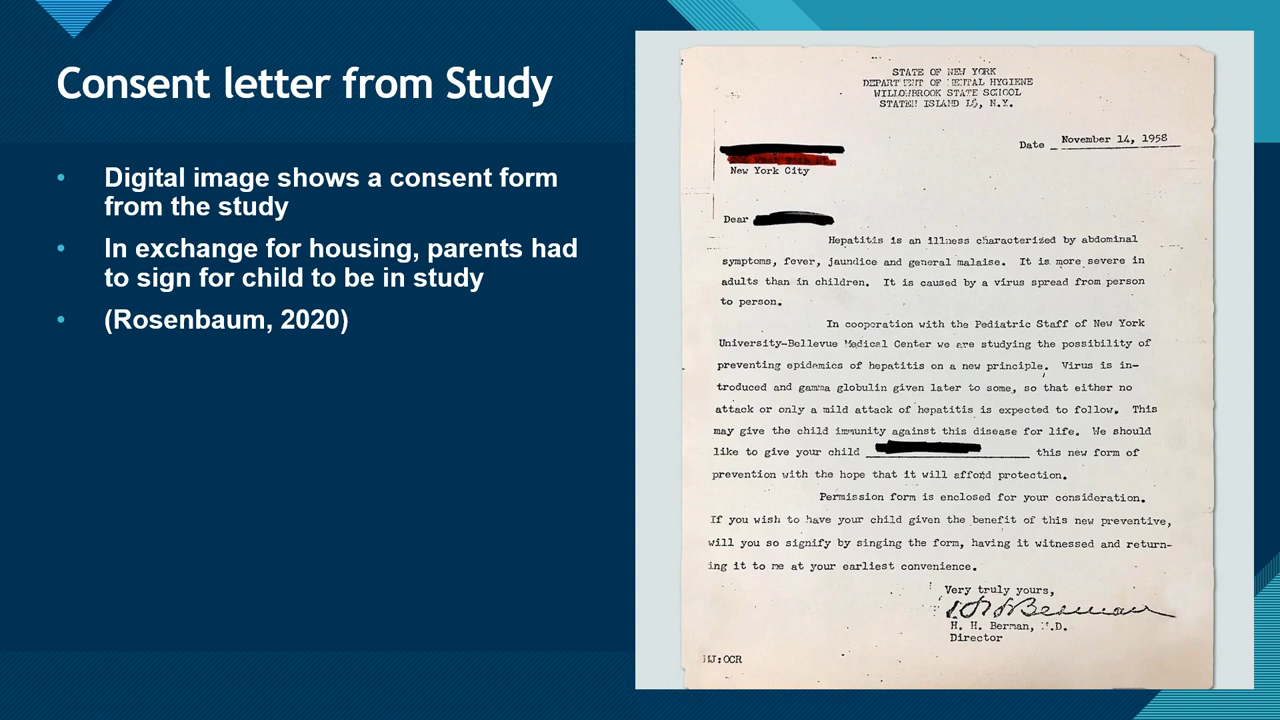 Consent letter from Study
• Digital image shows a consent form
from the study
• In exchange for housing, parents had
to sign for child to be in study
• (Rosenbaum, 2020)
STATE OF NEW YORK
DEPARTMENT OF MENTAL HYGIENE
WILLOWBROOK STATE SCHOOL
STATEN ISLAND
, N.Y.
Date November 14, 1958
New York City
Dear
Hepatitis is an illness characterized by abdominal
symptoms, fever, jaundice and general malaise. It is more severe in
adults than in children. It is caused by a virus spread from person
to person.
In cooperation with the Pediatric Staff of New York
University-Bellevue Medical Center we are studying the possibility of
preventing epidemics of hepatitis on a new principle. Virus is in-
troduced and gamma globulin given later to some, so that either no
attack or only a mild attack of hepatitis is expected to follow. This
may give the child immunity against this disease for life. We should
like to give your child this new form of
prevention with the hope that it will afford protection.
Permission form is enclosed for your consideration.
If you wish to have your child given the benefit of this new preventive,
will you so signify by singing the form, having it witnessed and return-
ing it to me at your earliest convenience.
Very truly yours,
H. H. Berman, M.D.
Director
:OCR